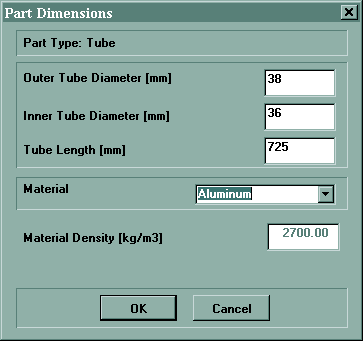 Part Dimensions
Part Type: Tube
Outer Tube Diameter [mm] 38
Inner Tube Diameter [mm] 36
Tube Length [mm] 725
Material Aluminum
Material Density [kg/m3] 2700.00
OK Cancel